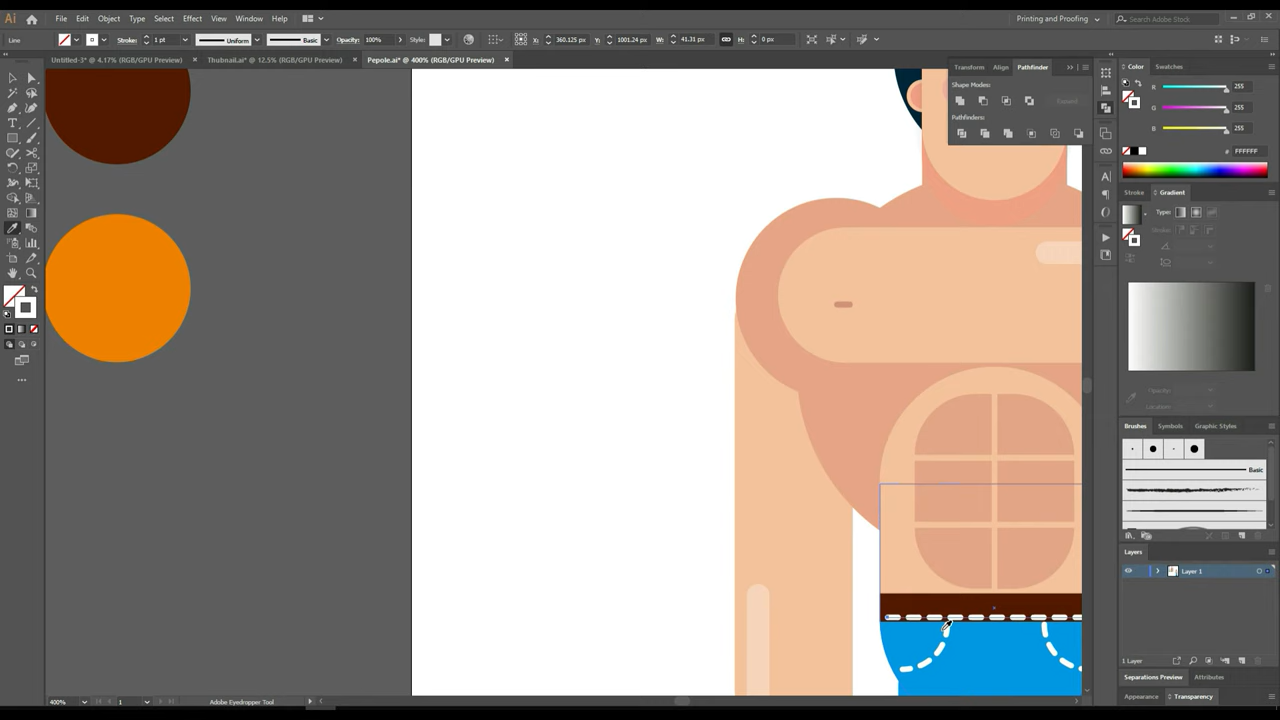 Ai File Edit Object Type Select Effect View Window Help Printing and Proofing Search Adobe Stock
Line Stroke: 1 pt Uniform Basic Opacity: 100% Style: X: 360.125 px Y: 1001.24 px W: 41.31 px H: 0 px
Untitled-3* @ 4.17% (RGB/GPU Preview) × Thubnail.ai* @ 12.5% (RGB/GPU Preview) × Pepole.ai* @ 400% (RGB/GPU Preview) ×
Transform Align Pathfinder
Shape Modes:
Expand
Pathfinders:
Color Swatches
R 255
G 255
B 255
# FFFFFF
Stroke Gradient
Type:
Stroke:
Opacity:
Location:
Brushes Symbols Graphic Styles
Basic
Layers
Layer 1
1 Layer
Separations Preview Attributes
Appearance Transparency
400% 1 Adobe Eyedropper Tool